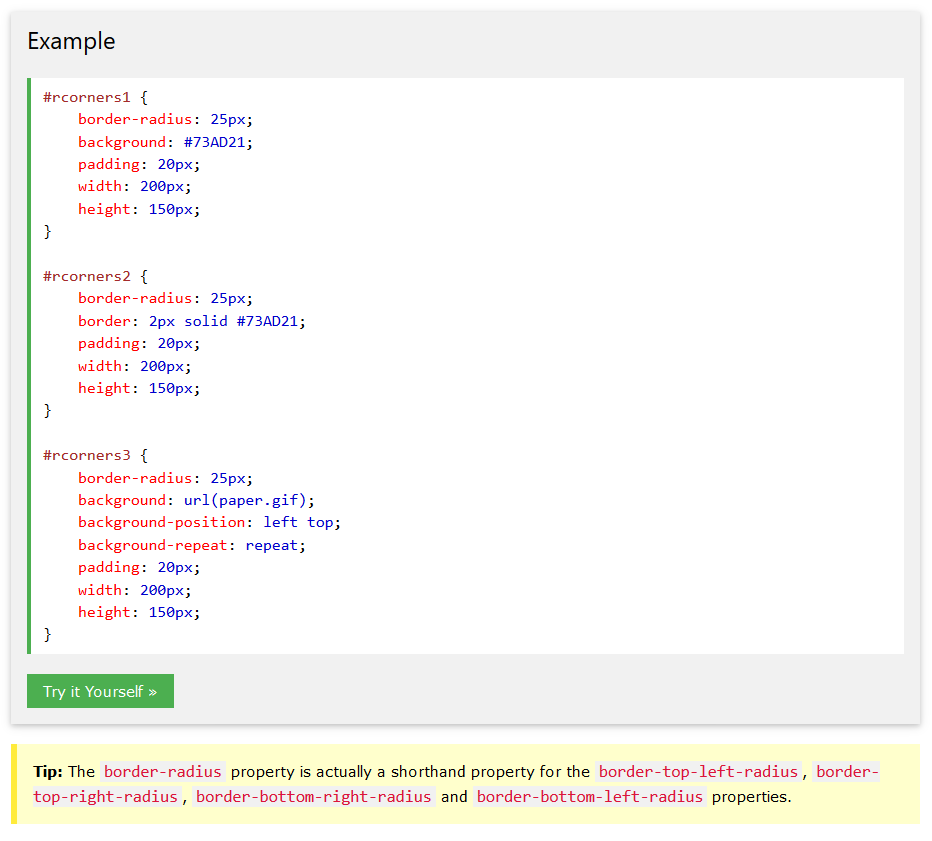 Example
#rcorners1 {
    border-radius: 25px;
    background: #73AD21;
    padding: 20px;
    width: 200px;
    height: 150px;
}
#rcorners2 {
    border-radius: 25px;
    border: 2px solid #73AD21;
    padding: 20px;
    width: 200px;
    height: 150px;
}
#rcorners3 {
    border-radius: 25px;
    background: url(paper.gif);
    background-position: left top;
    background-repeat: repeat;
    padding: 20px;
    width: 200px;
    height: 150px;
}
Try it Yourself »
Tip: The border-radius property is actually a shorthand property for the border-top-left-radius, border-
top-right-radius, border-bottom-right-radius and border-bottom-left-radius properties.